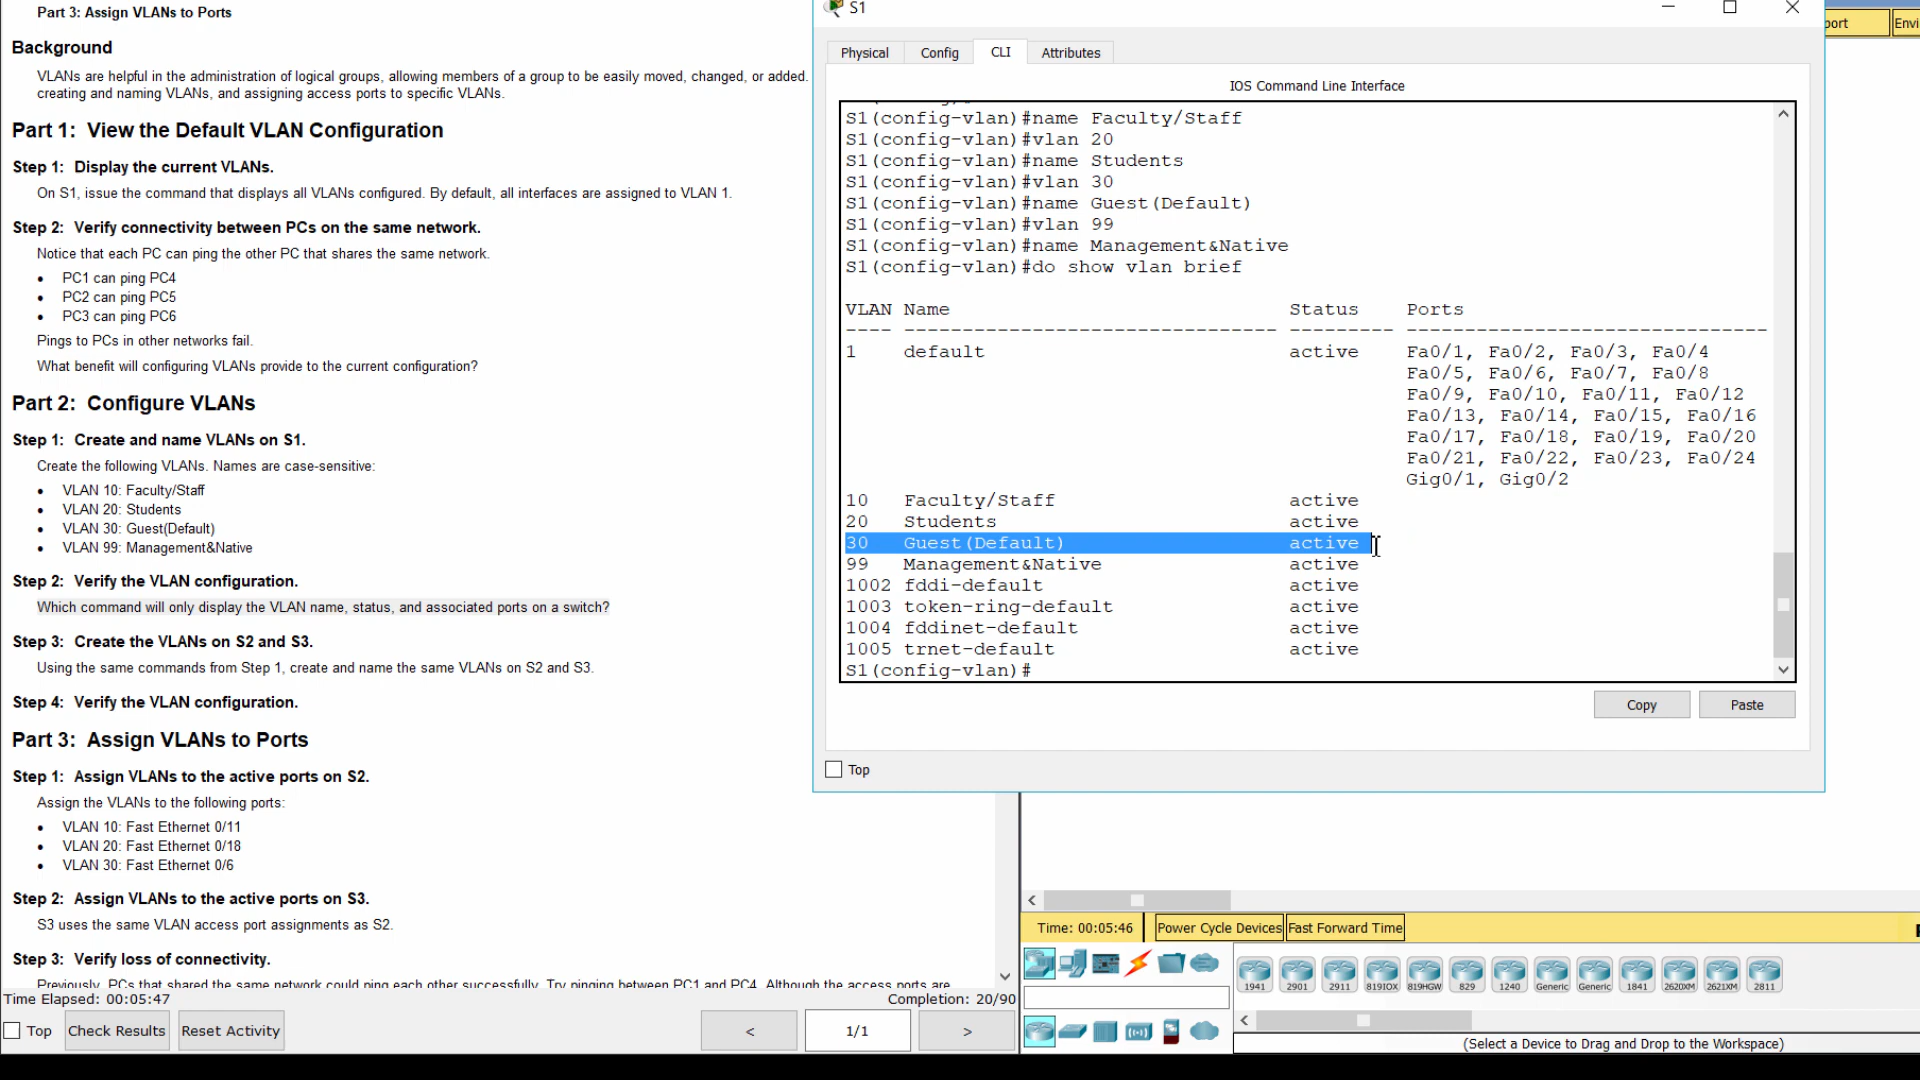 Part 3: Assign VLANs to Ports
Background
VLANs are helpful in the administration of logical groups, allowing members of a group to be easily moved, changed, or added.
creating and naming VLANs, and assigning access ports to specific VLANs.
Part 1: View the Default VLAN Configuration
Step 1: Display the current VLANs.
On S1, issue the command that displays all VLANs configured. By default, all interfaces are assigned to VLAN 1.
Step 2: Verify connectivity between PCs on the same network.
Notice that each PC can ping the other PC that shares the same network.
• PC1 can ping PC4
• PC2 can ping PC5
• PC3 can ping PC6
Pings to PCs in other networks fail.
What benefit will configuring VLANs provide to the current configuration?
Part 2: Configure VLANs
Step 1: Create and name VLANs on S1.
Create the following VLANs. Names are case-sensitive:
• VLAN 10: Faculty/Staff
• VLAN 20: Students
• VLAN 30: Guest(Default)
• VLAN 99: Management&Native
Step 2: Verify the VLAN configuration.
Which command will only display the VLAN name, status, and associated ports on a switch?
Step 3: Create the VLANs on S2 and S3.
Using the same commands from Step 1, create and name the same VLANs on S2 and S3.
Step 4: Verify the VLAN configuration.
Part 3: Assign VLANs to Ports
Step 1: Assign VLANs to the active ports on S2.
Assign the VLANs to the following ports:
• VLAN 10: Fast Ethernet 0/11
• VLAN 20: Fast Ethernet 0/18
• VLAN 30: Fast Ethernet 0/6
Step 2: Assign VLANs to the active ports on S3.
S3 uses the same VLAN access port assignments as S2.
Step 3: Verify loss of connectivity.
Previously, PCs that shared the same network could ping each other successfully. Try pinging between PC1 and PC4. Although the access ports are
Time Elapsed: 00:05:47
Completion: 20/90
Top
Check Results
Reset Activity
<
1/1
>
S1
Physical
Config
CLI
Attributes
IOS Command Line Interface
S1(config-vlan)#name Faculty/Staff
S1(config-vlan)#vlan 20
S1(config-vlan)#name Students
S1(config-vlan)#vlan 30
S1(config-vlan)#name Guest(Default)
S1(config-vlan)#vlan 99
S1(config-vlan)#name Management&Native
S1(config-vlan)#do show vlan brief
VLAN Name Status Ports
---- -------------------------------- --------- -------------------------------
1 default active Fa0/1, Fa0/2, Fa0/3, Fa0/4
Fa0/5, Fa0/6, Fa0/7, Fa0/8
Fa0/9, Fa0/10, Fa0/11, Fa0/12
Fa0/13, Fa0/14, Fa0/15, Fa0/16
Fa0/17, Fa0/18, Fa0/19, Fa0/20
Fa0/21, Fa0/22, Fa0/23, Fa0/24
Gig0/1, Gig0/2
10 Faculty/Staff active
20 Students active
30 Guest(Default) active
99 Management&Native active
1002 fddi-default active
1003 token-ring-default active
1004 fddinet-default active
1005 trnet-default active
S1(config-vlan)#
Copy
Paste
Top
port
Envi
Time: 00:05:46
Power Cycle Devices
Fast Forward Time
1941
2901
2911
819IOX
819HGW
829
1240
Generic
Generic
1841
2620XM
2621XM
2811
(Select a Device to Drag and Drop to the Workspace)